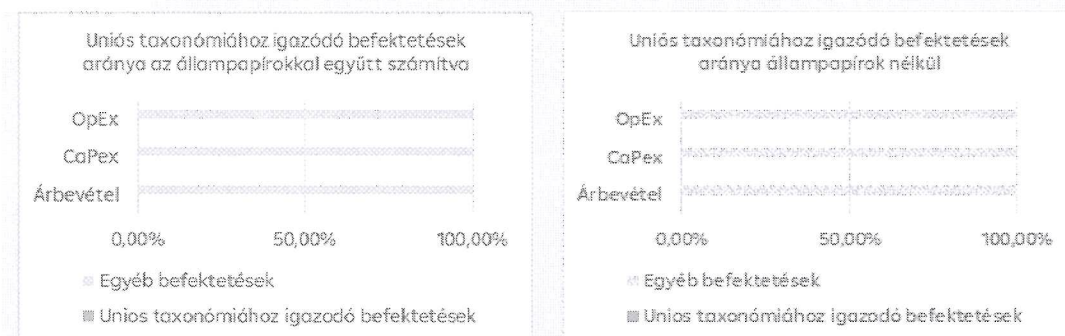 Uniós taxonómiához igazódó befektetések
aránya az állampapírokkal együtt számítva
OpEx
CaPex
Árbevétel
0,00% 50,00% 100,00%
Egyéb befektetések
Unios taxonómiához igazodó befektetések
Uniós taxonómiához igazódó befektetések
aránya állampapírok nélkül
OpEx
CaPex
Árbevétel
0,00% 50,00% 100,00%
Egyéb befektetések
Unios taxonómiához igazodó befektetések